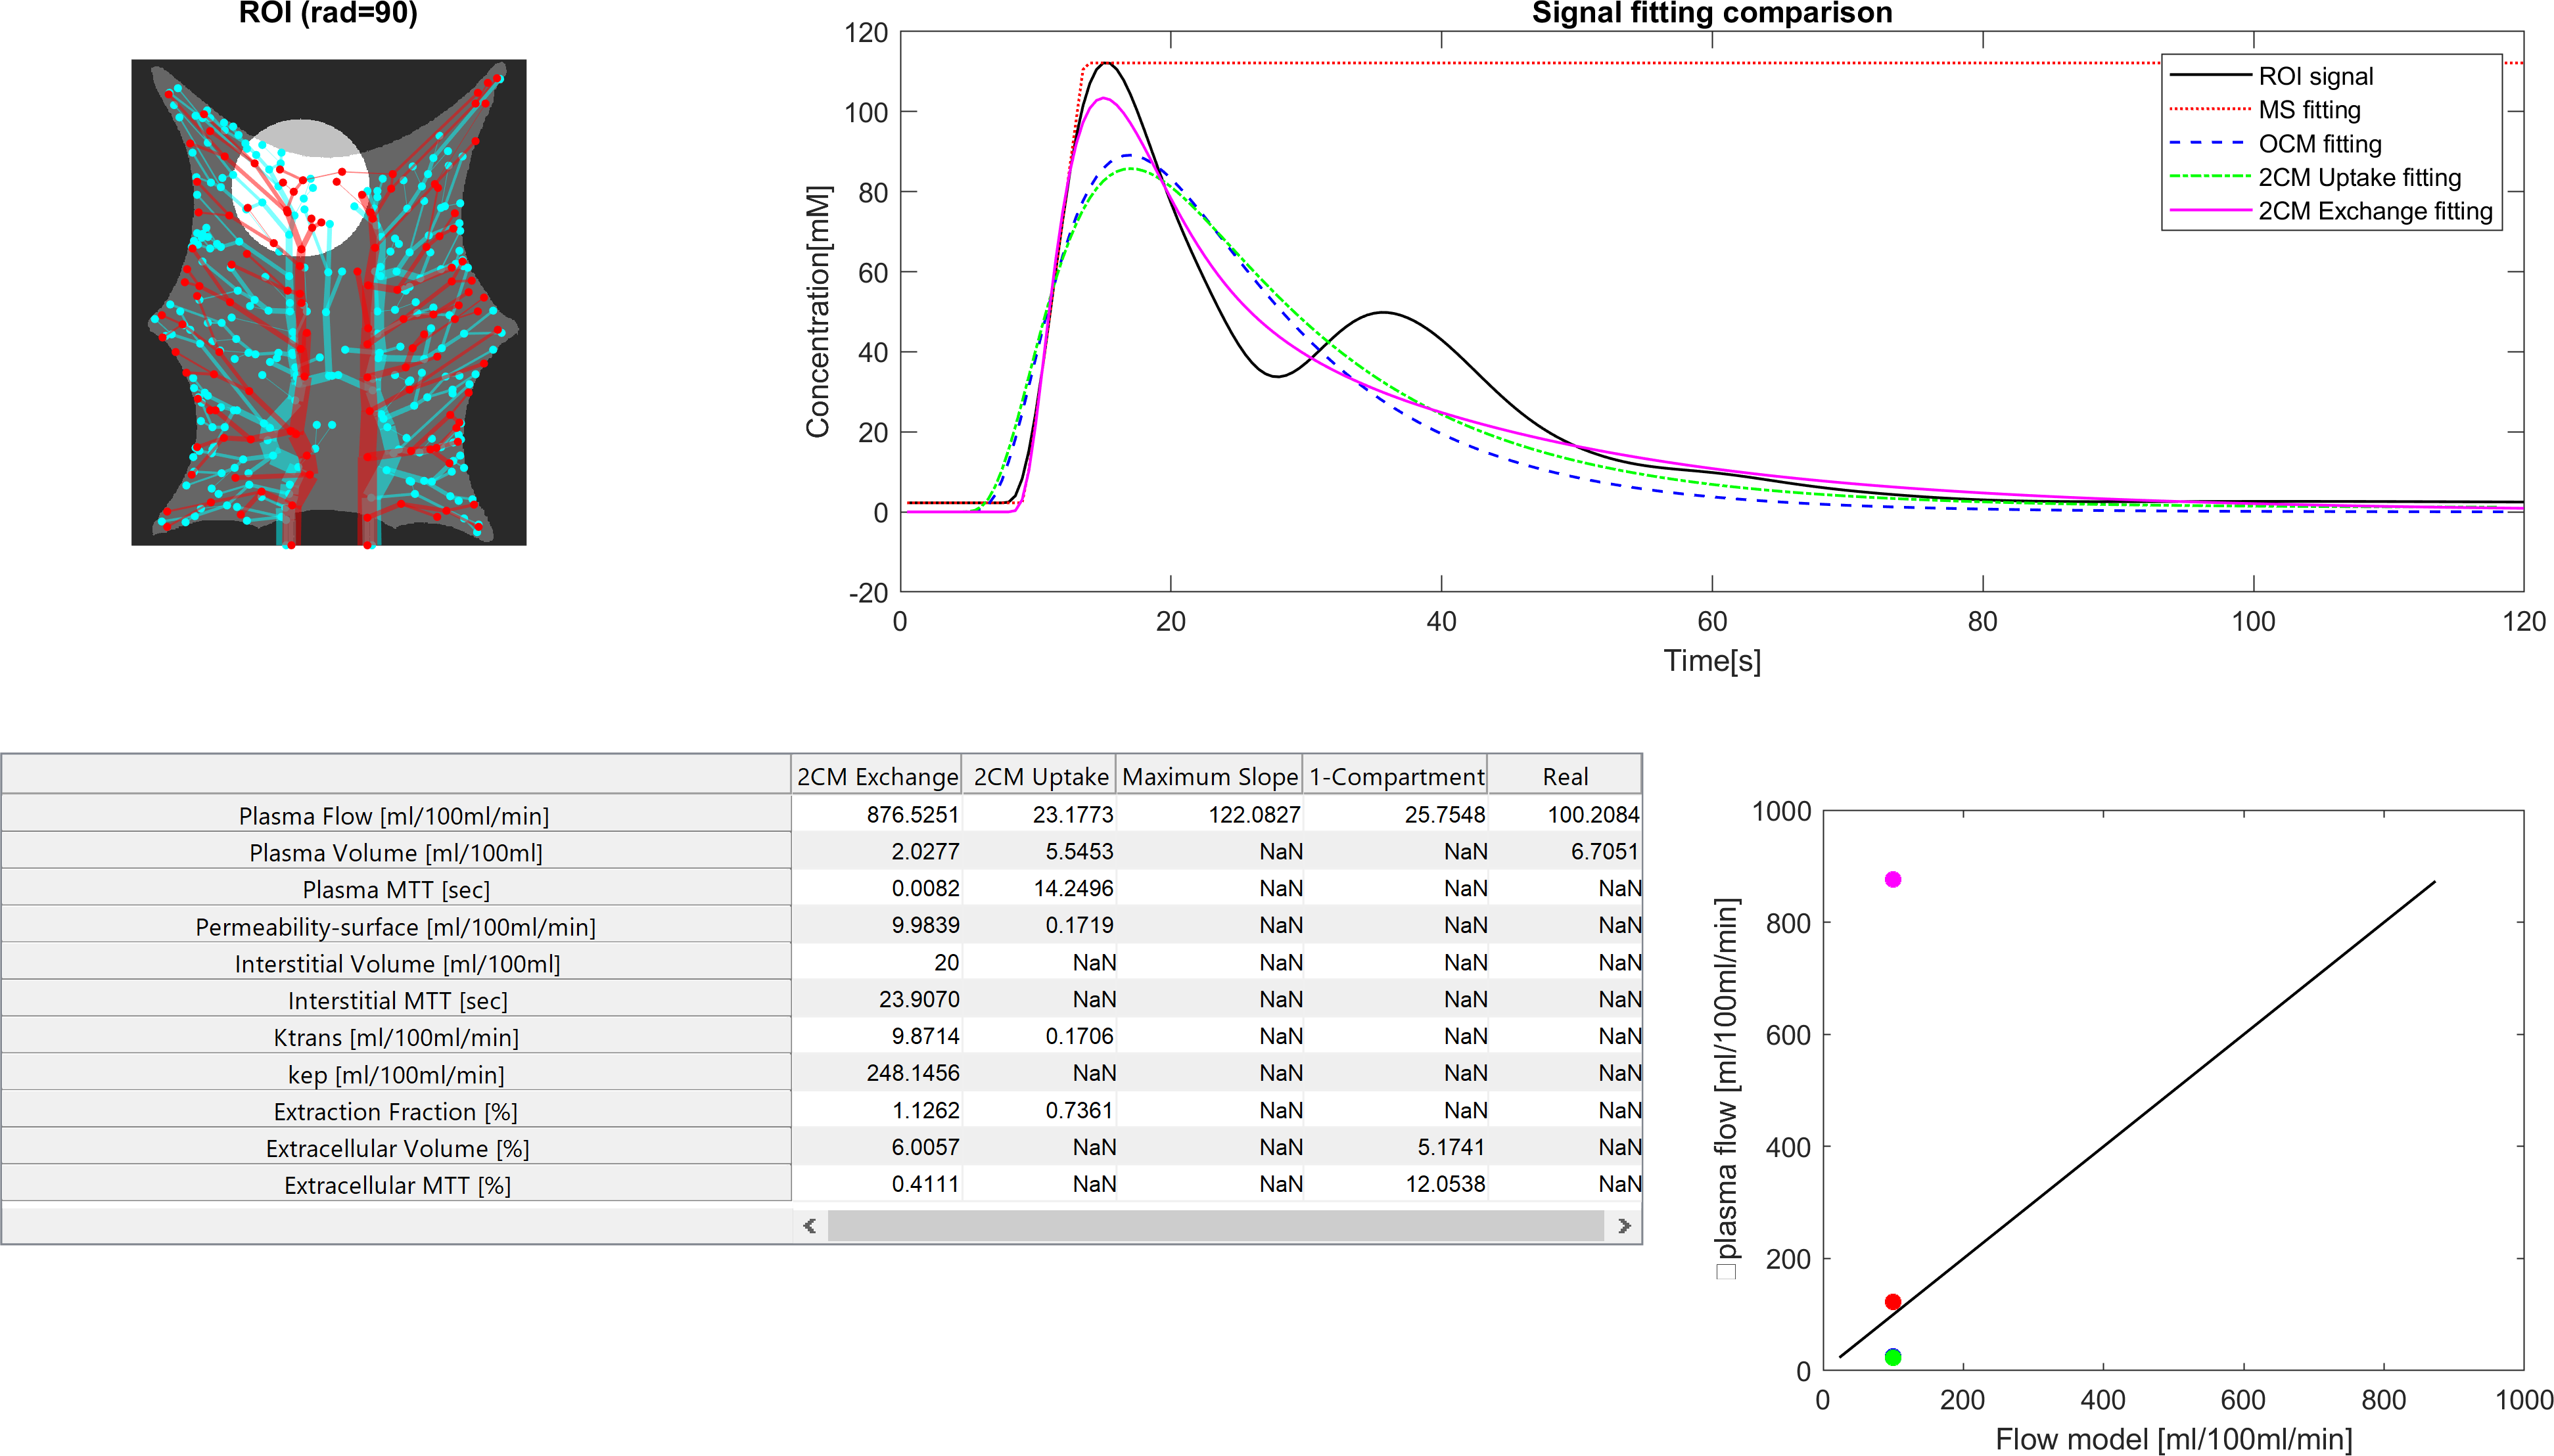 ROI (rad=90)
Signal fitting comparison
120
100
80
60
40
20
0
-20
Concentration[mM]
0 20 40 60 80 100 120
Time[s]
ROI signal
MS fitting
OCM fitting
2CM Uptake fitting
2CM Exchange fitting
2CM Exchange 2CM Uptake Maximum Slope 1-Compartment Real
Plasma Flow [ml/100ml/min] 876.5251 23.1773 122.0827 25.7548 100.2084
Plasma Volume [ml/100ml] 2.0277 5.5453 NaN NaN 6.7051
Plasma MTT [sec] 0.0082 14.2496 NaN NaN NaN
Permeability-surface [ml/100ml/min] 9.9839 0.1719 NaN NaN NaN
Interstitial Volume [ml/100ml] 20 NaN NaN NaN NaN
Interstitial MTT [sec] 23.9070 NaN NaN NaN NaN
Ktrans [ml/100ml/min] 9.8714 0.1706 NaN NaN NaN
kep [ml/100ml/min] 248.1456 NaN NaN NaN NaN
Extraction Fraction [%] 1.1262 0.7361 NaN NaN NaN
Extracellular Volume [%] 6.0057 NaN NaN 5.1741 NaN
Extracellular MTT [%] 0.4111 NaN NaN 12.0538 NaN
1000
800
600
400
200
0
□plasma flow [ml/100ml/min]
0 200 400 600 800 1000
Flow model [ml/100ml/min]